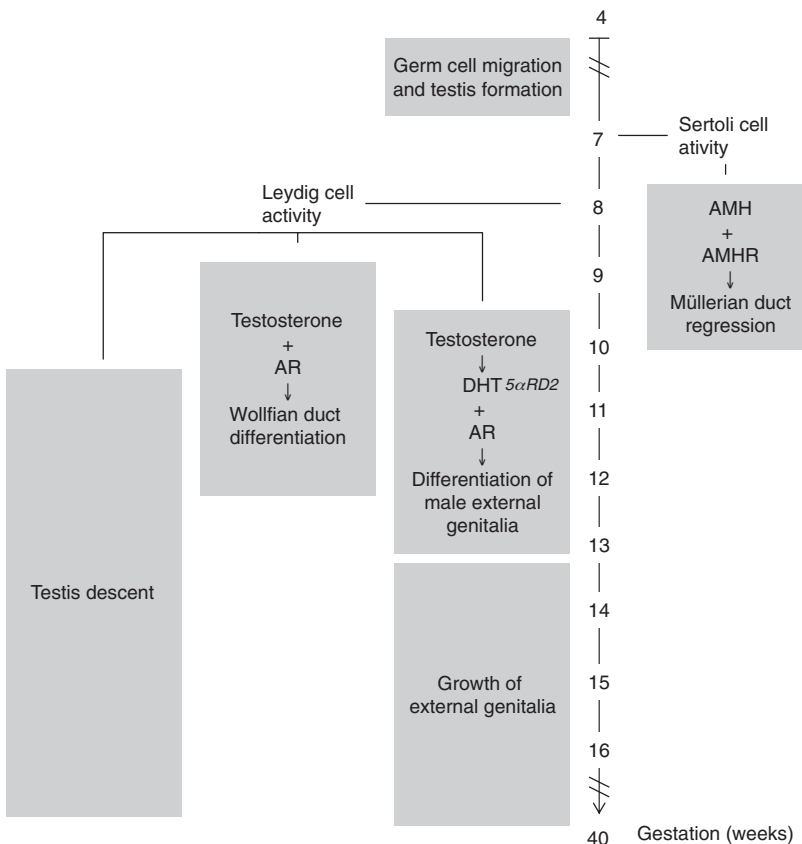 4
Germ cell migration
and testis formation
7
Sertoli cell
ativity
Leydig cell
activity
8
AMH
+
AMHR
↓
Müllerian duct
regression
9
Testosterone
+
AR
↓
Wollfian duct
differentiation
Testosterone
↓
DHT 5αRD2
+
AR
↓
Differentiation of
male external
genitalia
10
11
12
13
Testis descent
14
Growth of
external genitalia
15
16
40 Gestation (weeks)